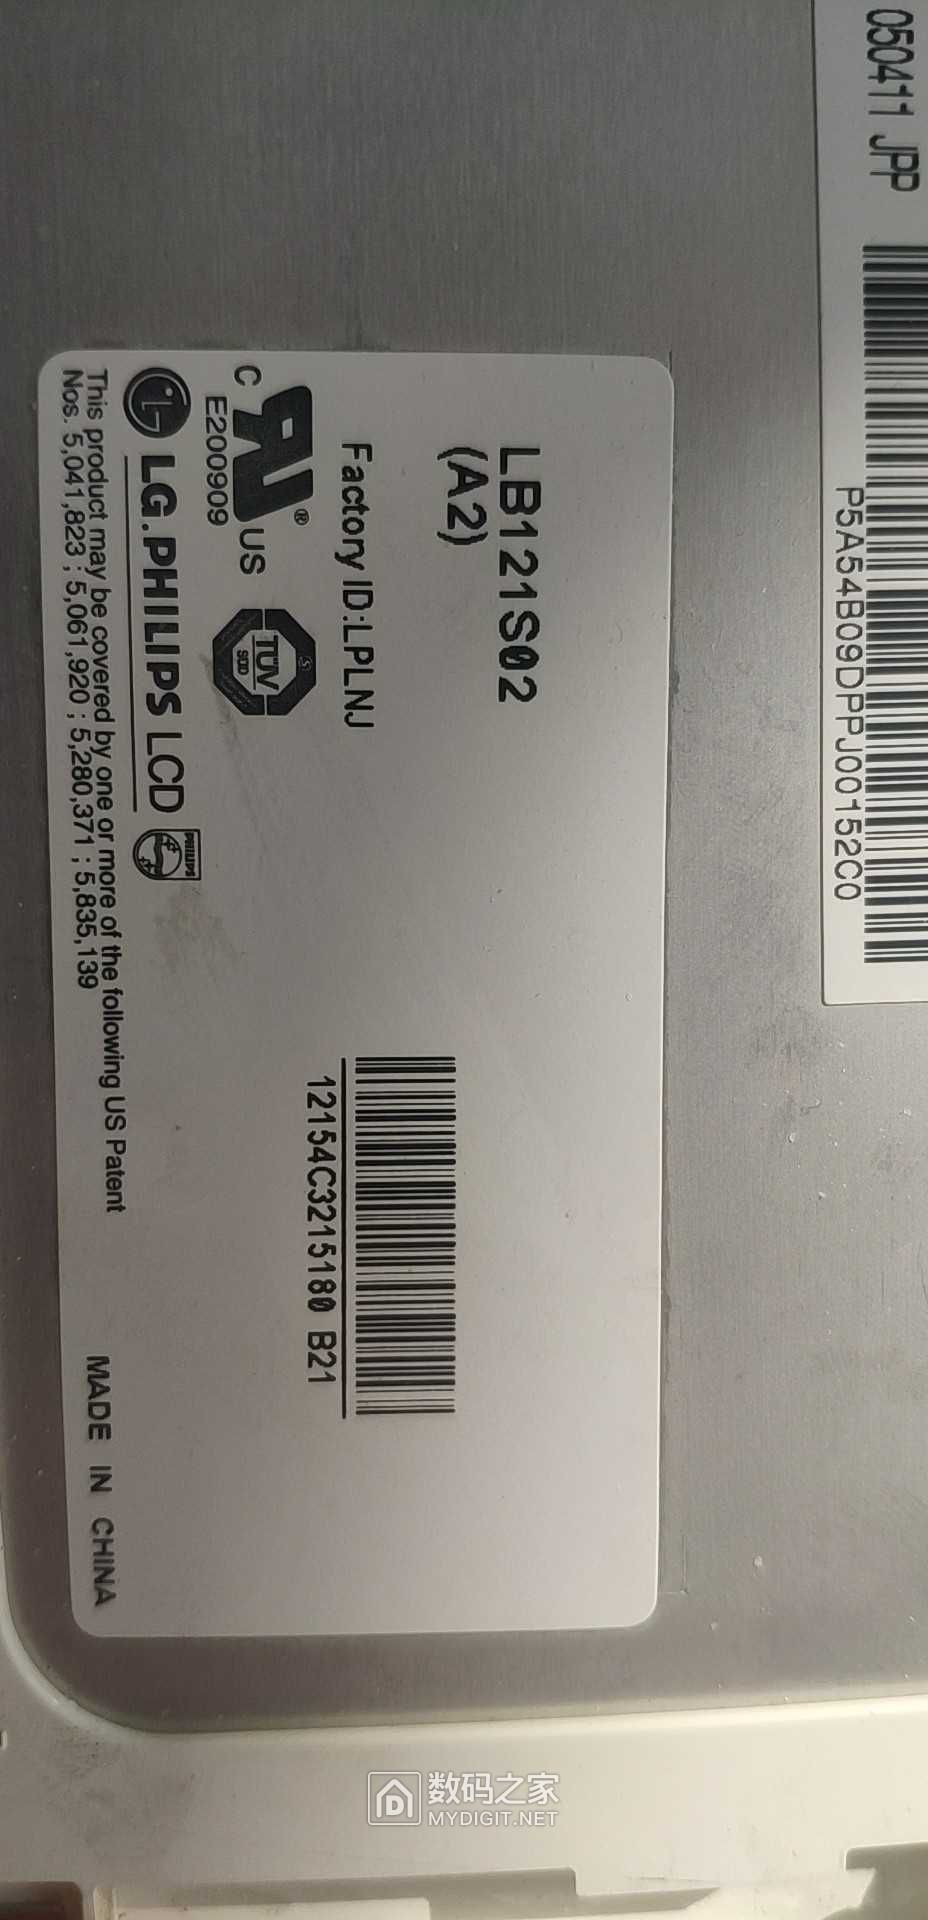 050411 JPP
P5A54B09DPPJ00152C0
LB121S02
(A2)
Factory ID:LPLNJ
C RU ® US
E200909
TÜV
12154C3215180 B21
LG.PHILIPS LCD
PHILIPS
This product may be covered by one or more of the following US Patent
Nos. 5,041,823 ; 5,061,920 ; 5,280,371 ; 5,835,139
MADE IN CHINA
数码之家
MYDIGIT.NET